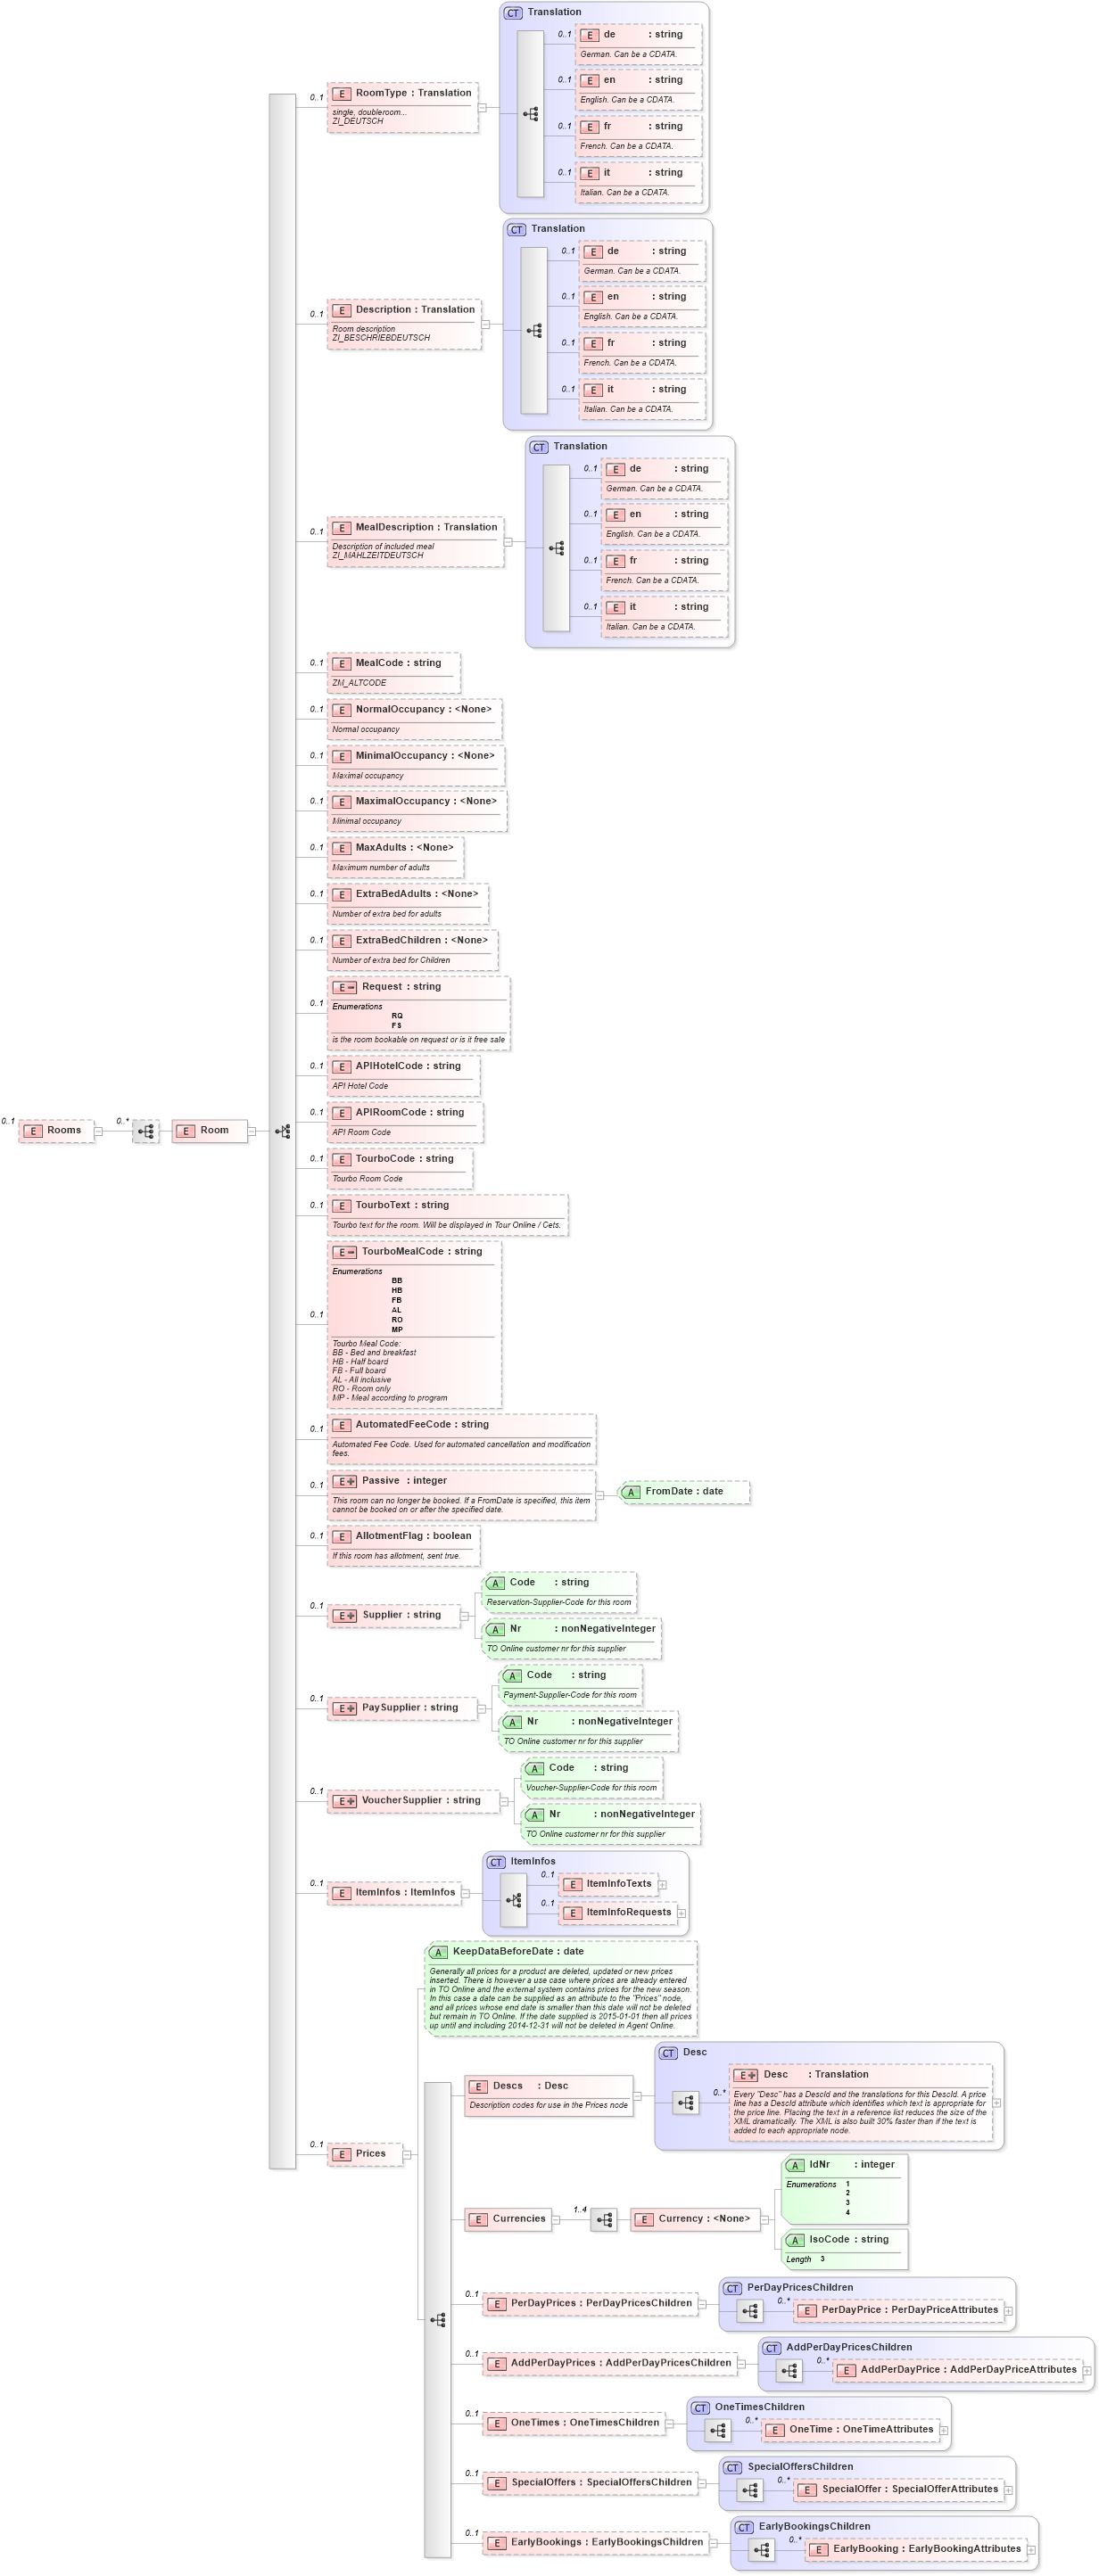 CT Translation
0..1 E de : string
German. Can be a CDATA.
0..1 E en : string
English. Can be a CDATA.
0..1 E fr : string
French. Can be a CDATA.
0..1 E it : string
Italian. Can be a CDATA.
0..1 E RoomType : Translation
single, doubleroom...
ZI_DEUTSCH
CT Translation
0..1 E de : string
German. Can be a CDATA.
0..1 E en : string
English. Can be a CDATA.
0..1 E fr : string
French. Can be a CDATA.
0..1 E it : string
Italian. Can be a CDATA.
0..1 E Description : Translation
Room description
ZI_BESCHRIEBDEUTSCH
CT Translation
0..1 E de : string
German. Can be a CDATA.
0..1 E en : string
English. Can be a CDATA.
0..1 E fr : string
French. Can be a CDATA.
0..1 E it : string
Italian. Can be a CDATA.
0..1 E MealDescription : Translation
Description of included meal
ZI_MAHLZEITDEUTSCH
0..1 E MealCode : string
ZM_ALTCODE
0..1 E NormalOccupancy : <None>
Normal occupancy
0..1 E MinimalOccupancy : <None>
Maximal occupancy
0..1 E MaximalOccupancy : <None>
Minimal occupancy
0..1 E MaxAdults : <None>
Maximum number of adults
0..1 E ExtraBedAdults : <None>
Number of extra bed for adults
0..1 E ExtraBedChildren : <None>
Number of extra bed for Children
0..1 E Request : string
Enumerations
RQ
FS
is the room bookable on request or is it free sale
0..1 E APIHotelCode : string
API Hotel Code
0..1 E APIRoomCode : string
API Room Code
0..1 E Rooms 0..* E Room
0..1 E TourboCode : string
Tourbo Room Code
0..1 E TourboText : string
Tourbo text for the room. Will be displayed in Tour Online / Cets.
0..1 E TourboMealCode : string
Enumerations
BB
HB
FB
AL
RO
MP
Tourbo Meal Code:
BB - Bed and breakfast
HB - Half board
FB - Full board
AL - All inclusive
RO - Room only
MP - Meal according to program
0..1 E AutomatedFeeCode : string
Automated Fee Code. Used for automated cancellation and modification
fees.
0..1 E Passive : integer
This room can no longer be booked. If a FromDate is specified, this item
cannot be booked on or after the specified date.
A FromDate : date
0..1 E AllotmentFlag : boolean
If this room has allotment, sent true.
0..1 E Supplier : string
A Code : string
Reservation-Supplier-Code for this room
A Nr : nonNegativeInteger
TO Online customer nr for this supplier
0..1 E PaySupplier : string
A Code : string
Payment-Supplier-Code for this room
A Nr : nonNegativeInteger
TO Online customer nr for this supplier
0..1 E VoucherSupplier : string
A Code : string
Voucher-Supplier-Code for this room
A Nr : nonNegativeInteger
TO Online customer nr for this supplier
0..1 E ItemInfos : ItemInfos
CT ItemInfos
0..1 E ItemInfoTexts
0..1 E ItemInfoRequests
0..1 E Prices
A KeepDataBeforeDate : date
Generally all prices for a product are deleted, updated or new prices
inserted. There is however a use case where prices are already entered
in TO Online and the external system contains prices for the new season.
In this case a date can be supplied as an attribute to the "Prices" node,
and all prices whose end date is smaller than this date will not be deleted
but remain in TO Online. If the date supplied is 2015-01-01 then all prices
up until and including 2014-12-31 will not be deleted in Agent Online.
E Descs : Desc
Description codes for use in the Prices node
CT Desc
0..* E Desc : Translation
Every "Desc" has a DescId and the translations for this DescId. A price
line has a DescId attribute which identifies which text is appropriate for
the price line. Placing the text in a reference list reduces the size of the
XML dramatically. The XML is also built 30% faster than if the text is
added to each appropriate node.
E Currencies 1..4 E Currency : <None>
A IdNr : integer
Enumerations 1
2
3
4
A IsoCode : string
Length 3
0..1 E PerDayPrices : PerDayPricesChildren
CT PerDayPricesChildren
0..* E PerDayPrice : PerDayPriceAttributes
0..1 E AddPerDayPrices : AddPerDayPricesChildren
CT AddPerDayPricesChildren
0..* E AddPerDayPrice : AddPerDayPriceAttributes
0..1 E OneTimes : OneTimesChildren
CT OneTimesChildren
0..* E OneTime : OneTimeAttributes
0..1 E SpecialOffers : SpecialOffersChildren
CT SpecialOffersChildren
0..* E SpecialOffer : SpecialOfferAttributes
0..1 E EarlyBookings : EarlyBookingsChildren
CT EarlyBookingsChildren
0..* E EarlyBooking : EarlyBookingAttributes